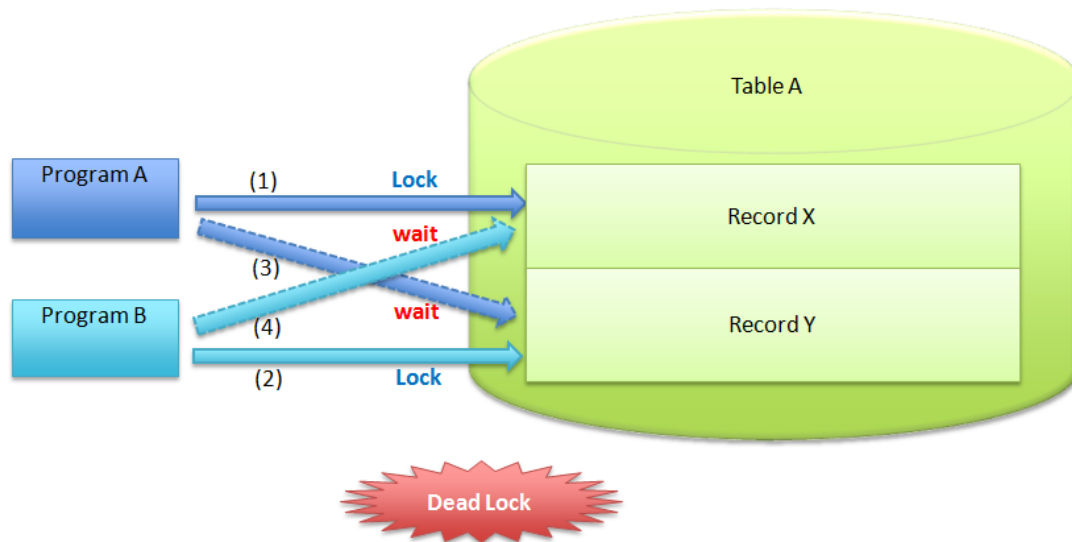 Table A
Program A
(1)
Lock
Record X
wait
(3)
Program B
wait
Record Y
(4)
(2)
Lock
Dead Lock